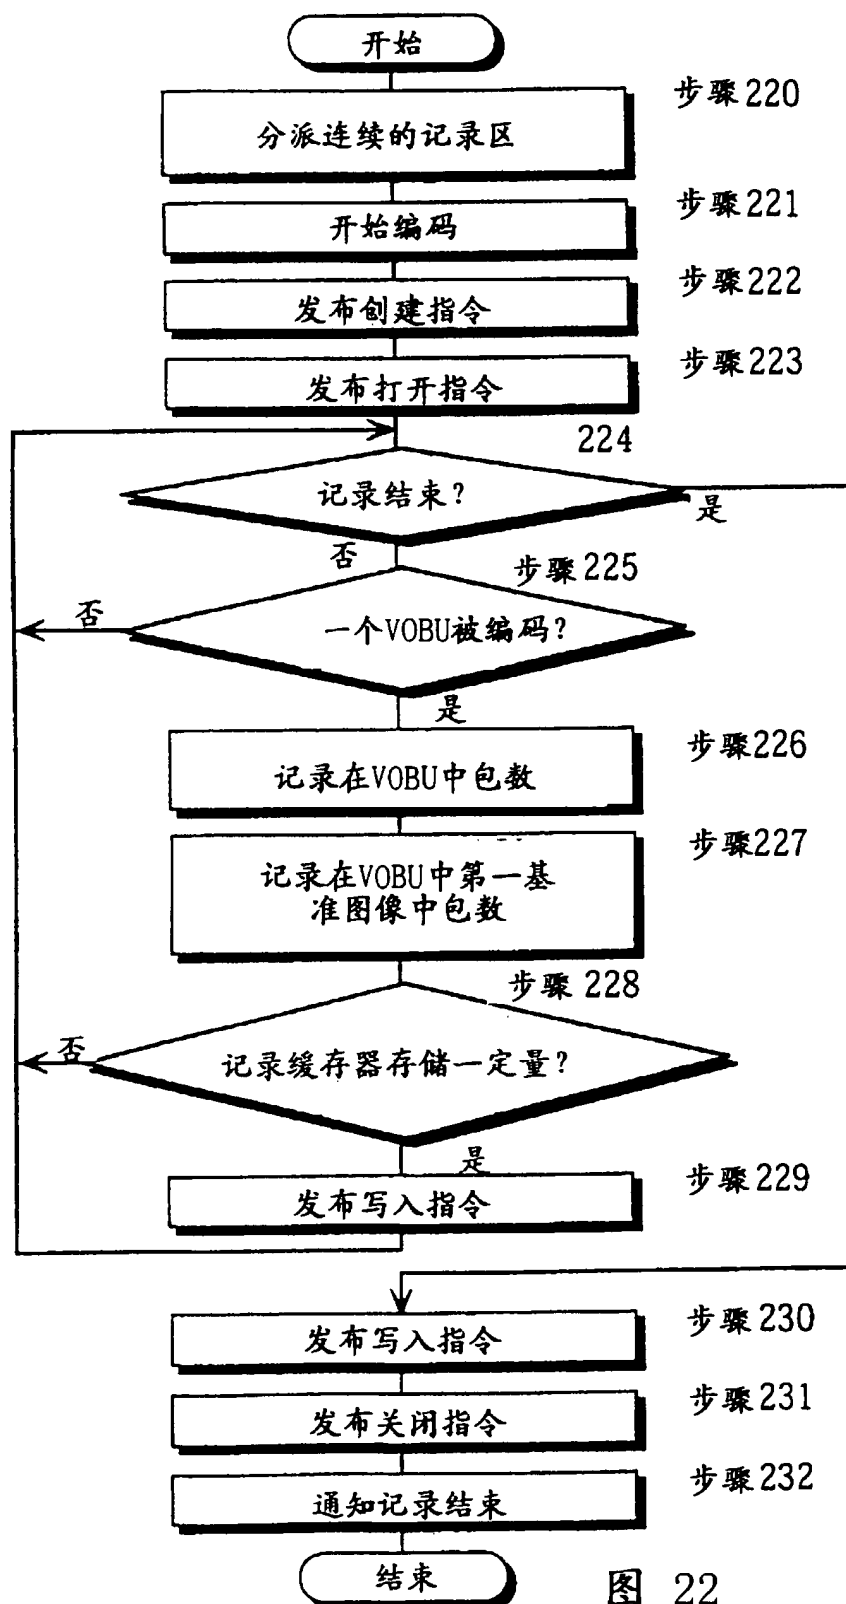 开始
步骤220
分派连续的记录区
步骤221
开始编码
步骤222
发布创建指令
步骤223
发布打开指令
224
记录结束?
是
否
步骤225
否
一个VOBU被编码?
是
步骤226
记录在VOBU中包数
步骤227
记录在VOBU中第一基
准图像中包数
步骤 228
否
记录缓存器存储一定量?
是
步骤229
发布写入指令
步骤230
发布写入指令
步骤231
发布关闭指令
步骤232
通知记录结束
结束
图 22